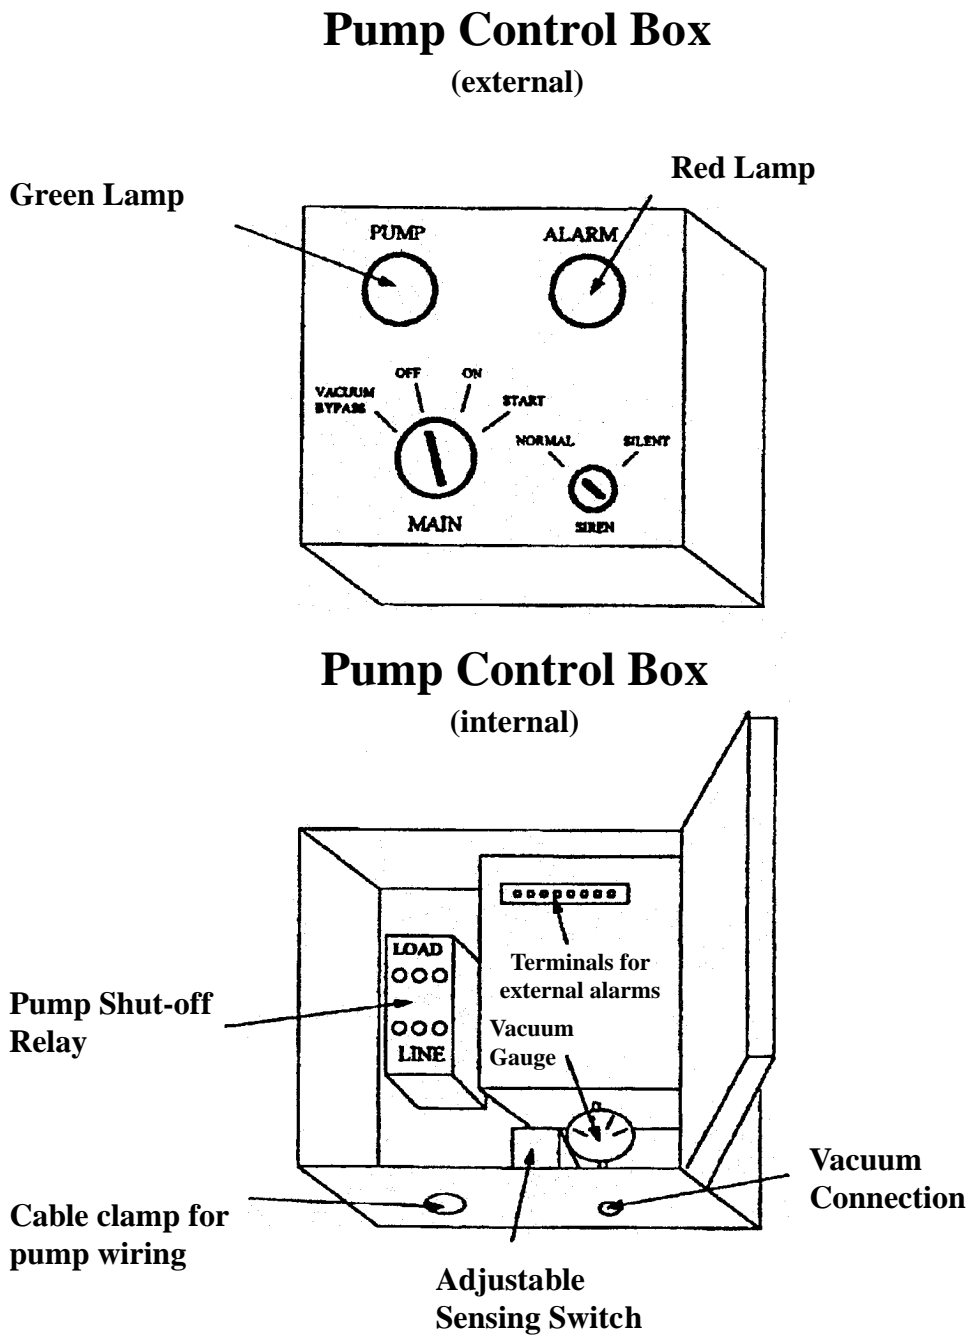 Pump Control Box
(external)
Red Lamp
Green Lamp
PUMP
ALARM
OFF
ON
VACUUM
BYPASS
START
NORMAL
SILENT
MAIN
SIREN
Pump Control Box
(internal)
LOAD
Terminals for
external alarms
Pump Shut-off
Relay
Vacuum
Gauge
LINE
Vacuum
Connection
Cable clamp for
pump wiring
Adjustable
Sensing Switch